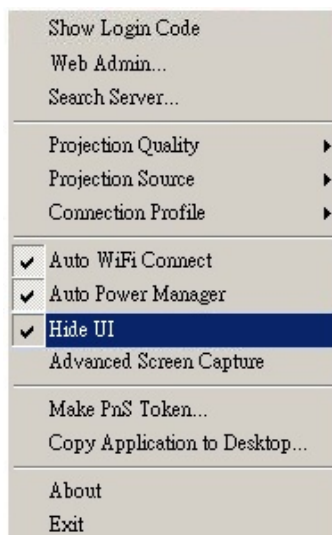 Show Login Code
Web Admin...
Search Server...
Projection Quality
Projection Source
Connection Profile
Auto WiFi Connect
Auto Power Manager
Hide UI
Advanced Screen Capture
Make PnS Token...
Copy Application to Desktop...
About
Exit